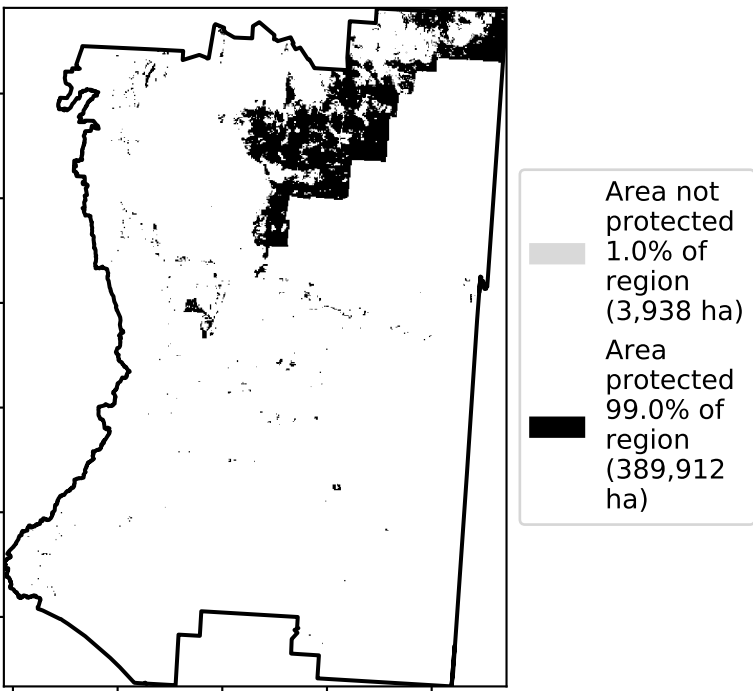 Area not
protected
1.0% of
region
(3,938 ha)
Area
protected
99.0% of
region
(389,912
ha)